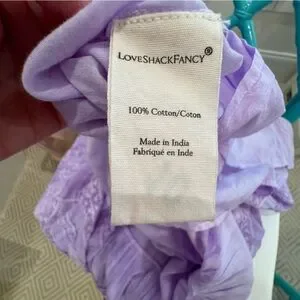 LoveShackFancy®
100% Cotton/Coton
Made in India
Fabriqué en Inde